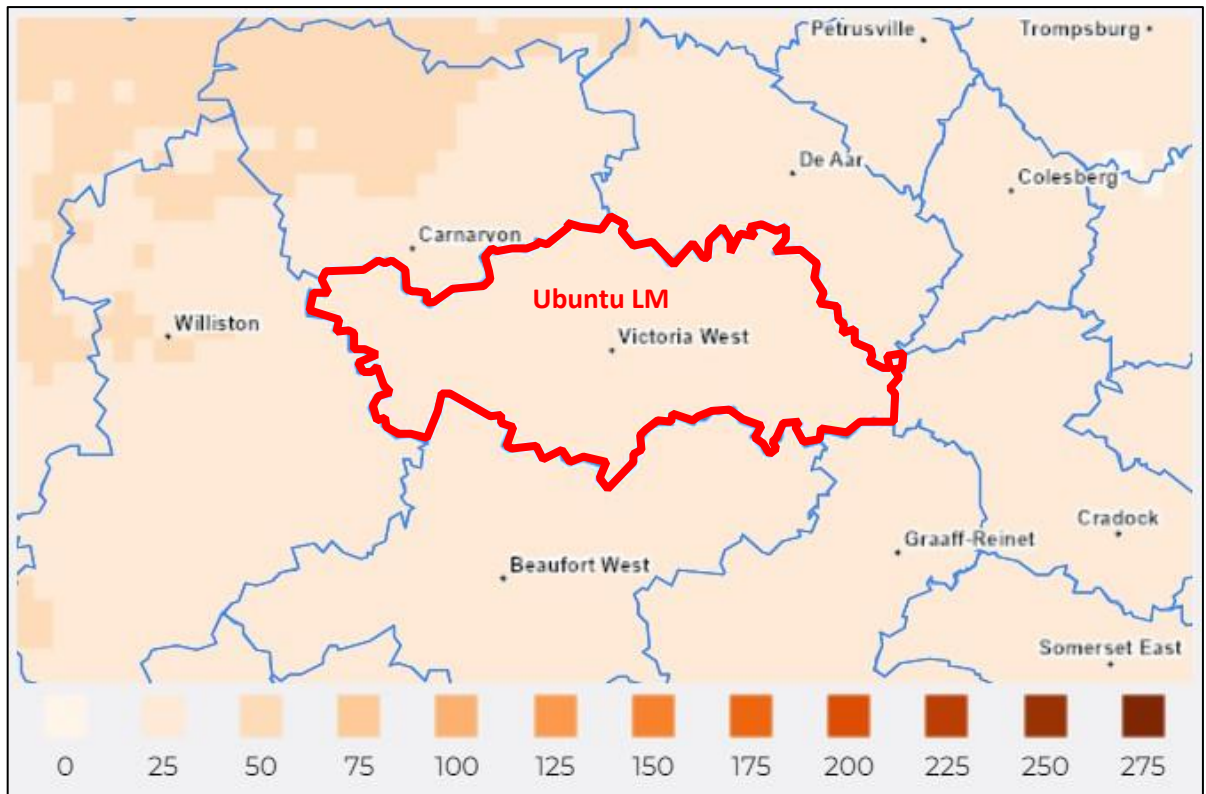 Petrusville
Trompsburg
De Aar
Colesberg
Carnarvon
Ubuntu LM
Williston
Victoria West
Cradock
Graaff-Reinet
Beaufort West
Somerset East
0 25 50 75 100 125 150 175 200 225 250 275